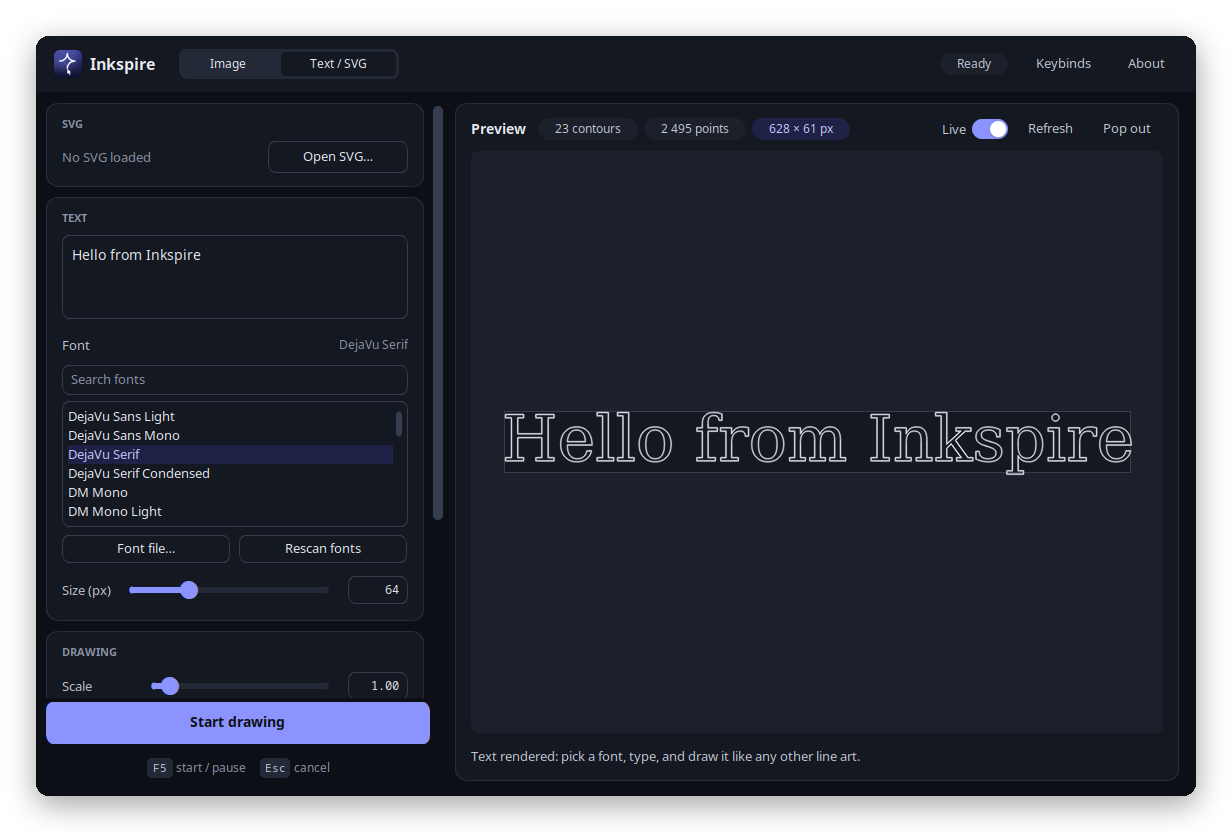 Inkspire
Image
Text / SVG
Ready
Keybinds
About
SVG
No SVG loaded
Open SVG...
TEXT
Hello from Inkspire
Font
DejaVu Serif
Search fonts
DejaVu Sans Light
DejaVu Sans Mono
DejaVu Serif
DejaVu Serif Condensed
DM Mono
DM Mono Light
Font file...
Rescan fonts
Size (px)
64
DRAWING
Scale
1.00
Start drawing
F5 start / pause
Esc cancel
Preview
23 contours
2 495 points
628 × 61 px
Live
Refresh
Pop out
Hello from Inkspire
Text rendered: pick a font, type, and draw it like any other line art.